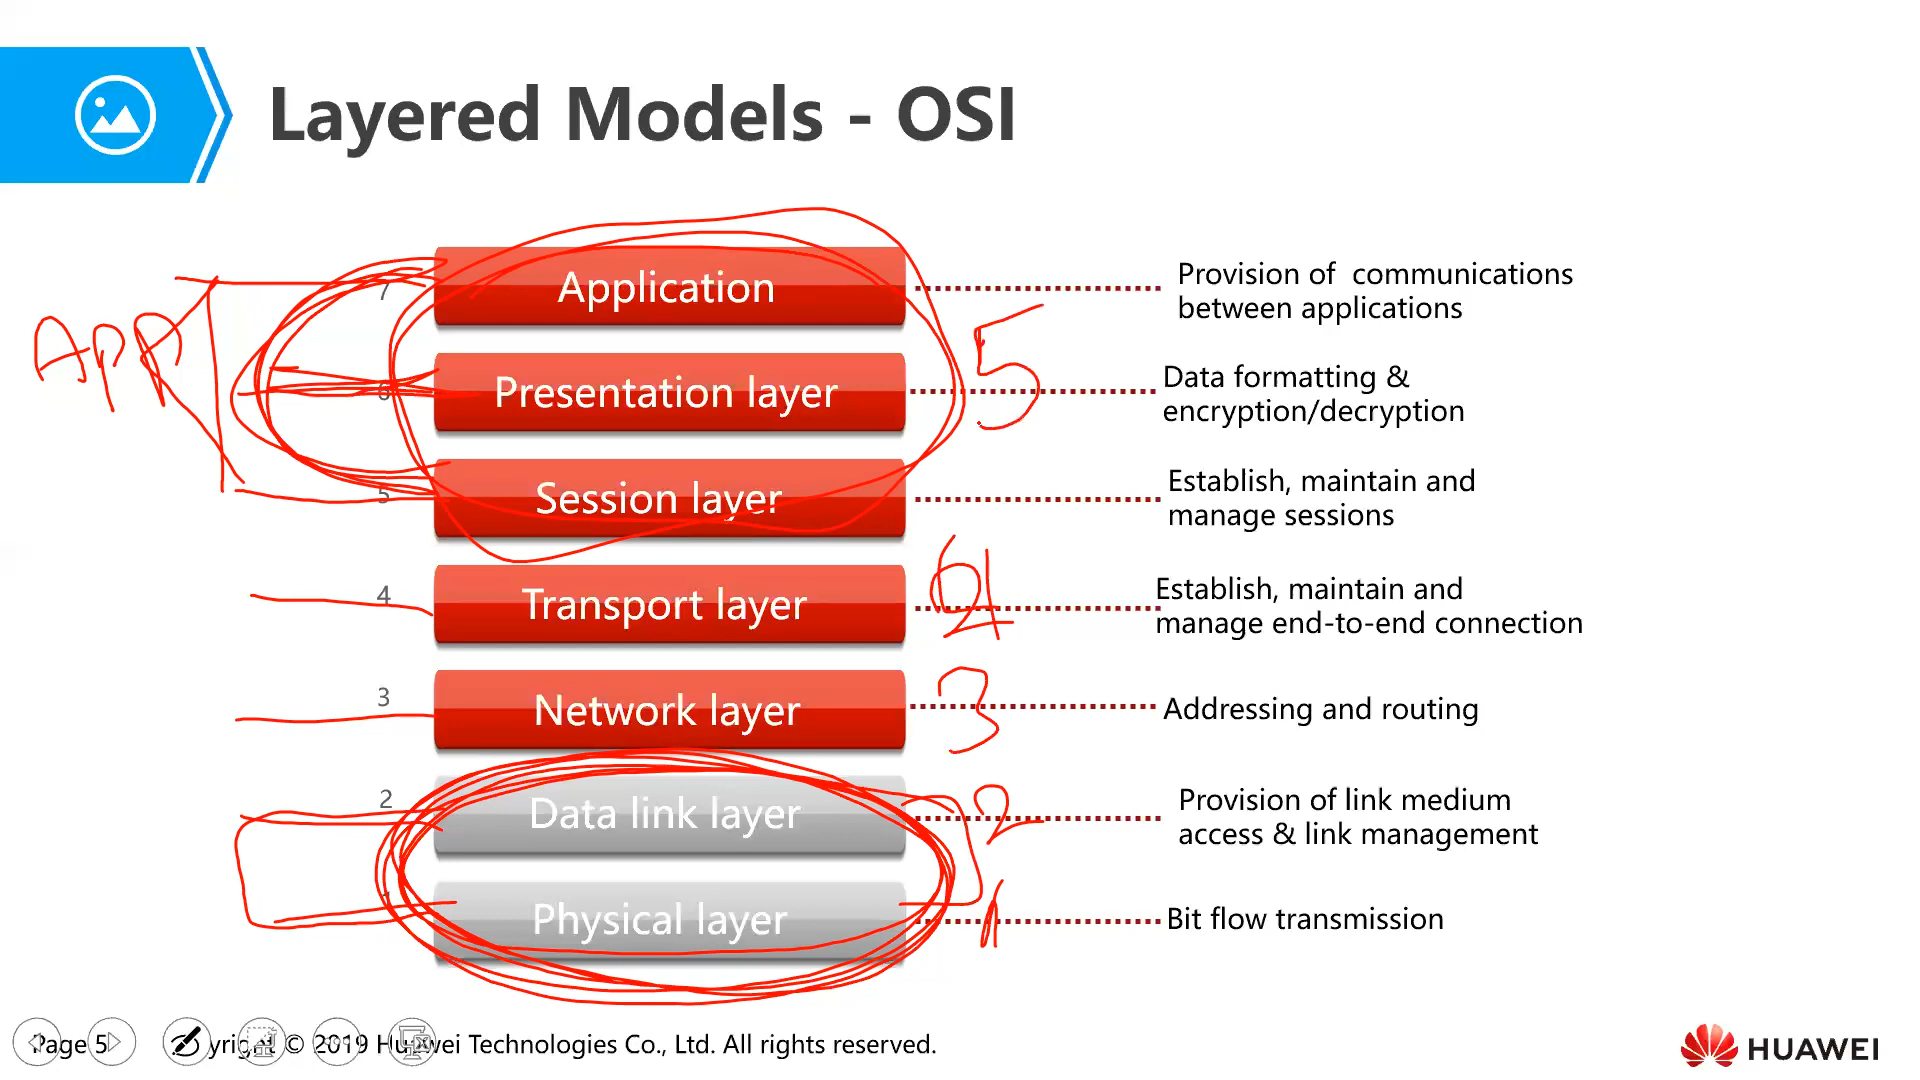 Layered Models - OSI
7
Application
Provision of communications
between applications
APP
5
6
Presentation layer
Data formatting &
encryption/decryption
5
Session layer
Establish, maintain and
manage sessions
4
Transport layer
4
Establish, maintain and
manage end-to-end connection
3
Network layer
3
Addressing and routing
2
Data link layer
2
Provision of link medium
access & link management
1
Physical layer
1
Bit flow transmission
Page 5
Copyright © 2019 Huawei Technologies Co., Ltd. All rights reserved.
HUAWEI